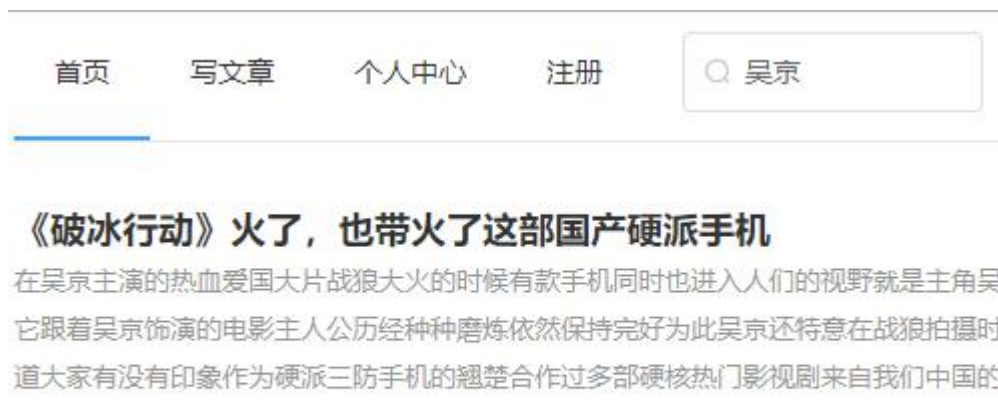 首页 写文章 个人中心 注册 吴京
《破冰行动》火了，也带火了这部国产硬派手机
在吴京主演的热血爱国大片战狼大火的时候有款手机同时也进入人们的视野就是主角吴
它跟着吴京饰演的电影主人公历经种种磨炼依然保持完好为此吴京还特意在战狼拍摄时
道大家有没有印象作为硬派三防手机的翘楚合作过多部硬核热门影视剧来自我们中国的